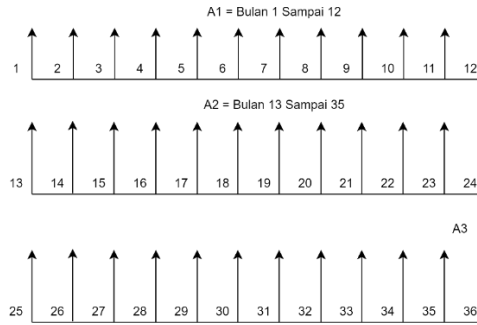 A1 = Bulan 1 Sampai 12
1 2 3 4 5 6 7 8 9 10 11 12
A2 = Bulan 13 Sampai 35
13 14 15 16 17 18 19 20 21 22 23 24
A3
25 26 27 28 29 30 31 32 33 34 35 36